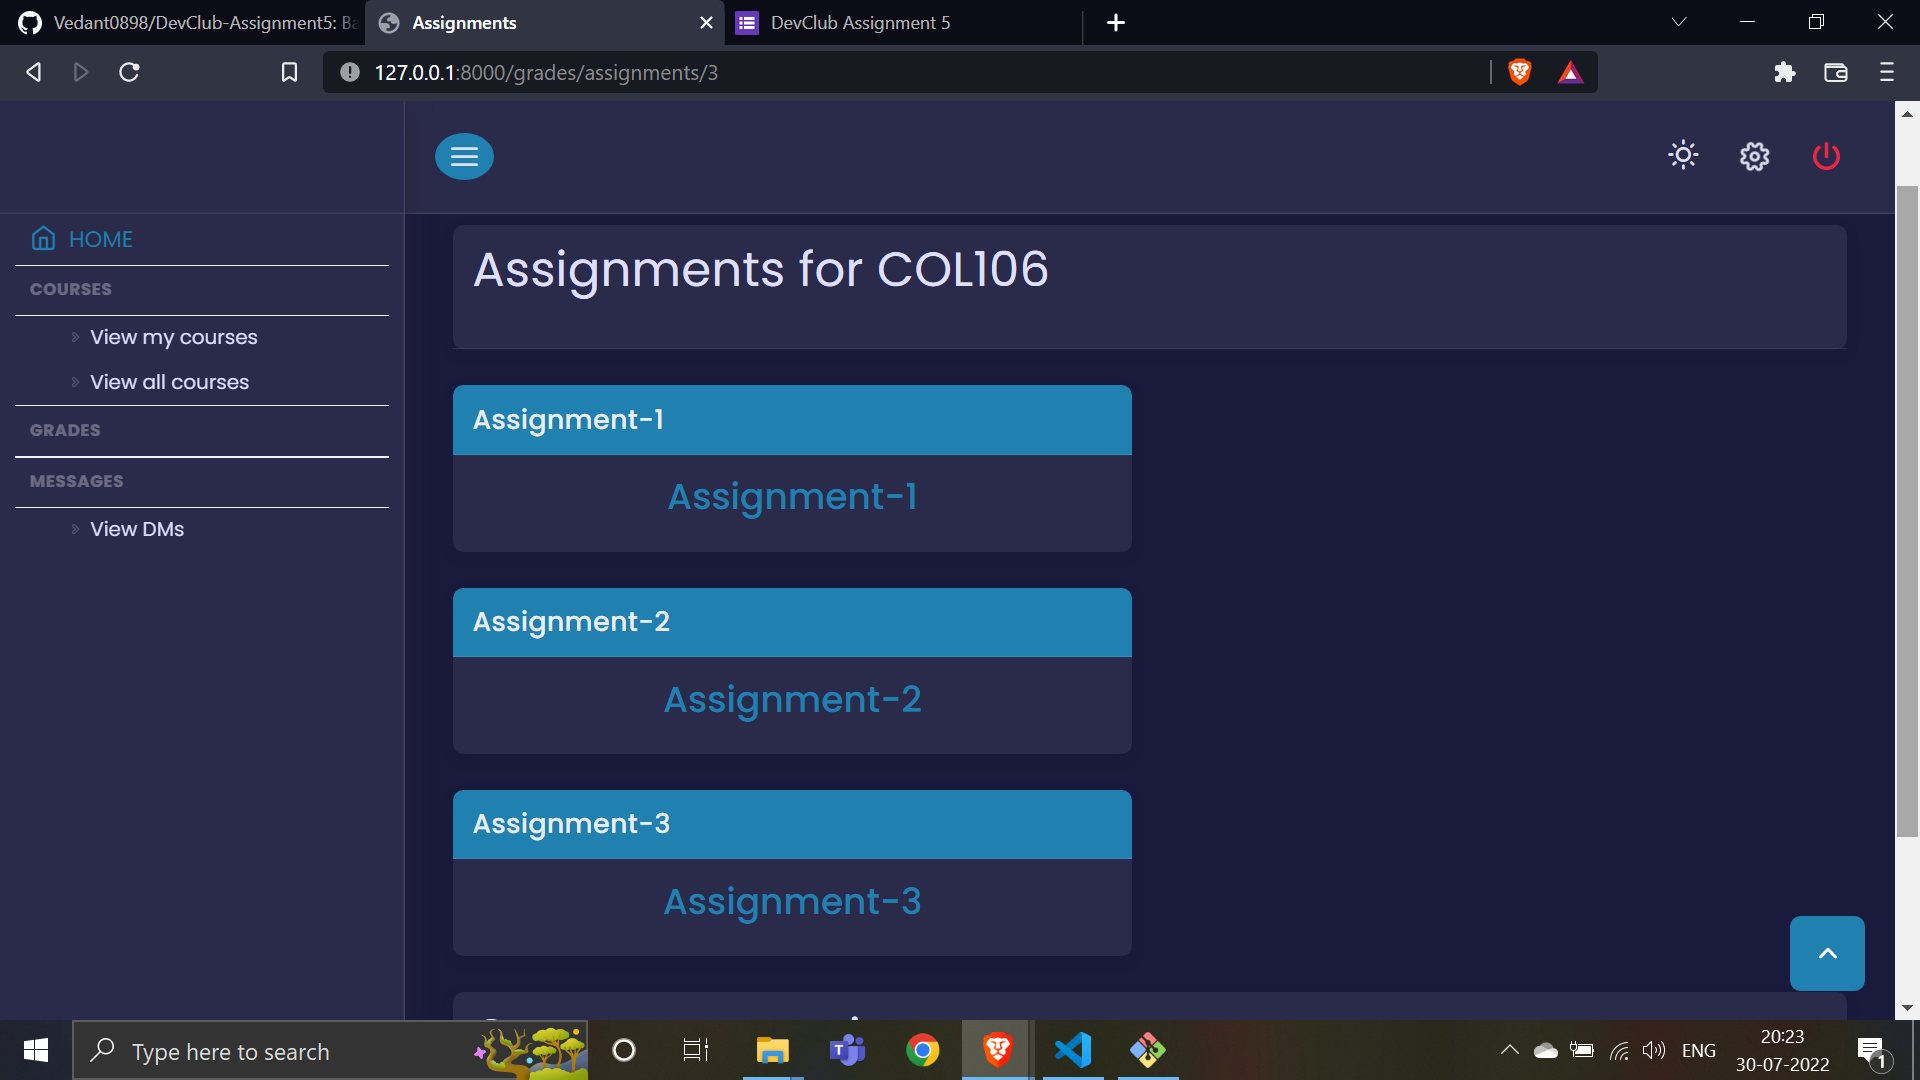 Vedant0898/DevClub-Assignment5: Ba
Assignments
DevClub Assignment 5
127.0.0.1:8000/grades/assignments/3
HOME
COURSES
View my courses
View all courses
GRADES
MESSAGES
View DMs
Assignments for COL106
Assignment-1
Assignment-1
Assignment-2
Assignment-2
Assignment-3
Assignment-3
Type here to search
ENG
20:23
30-07-2022
1